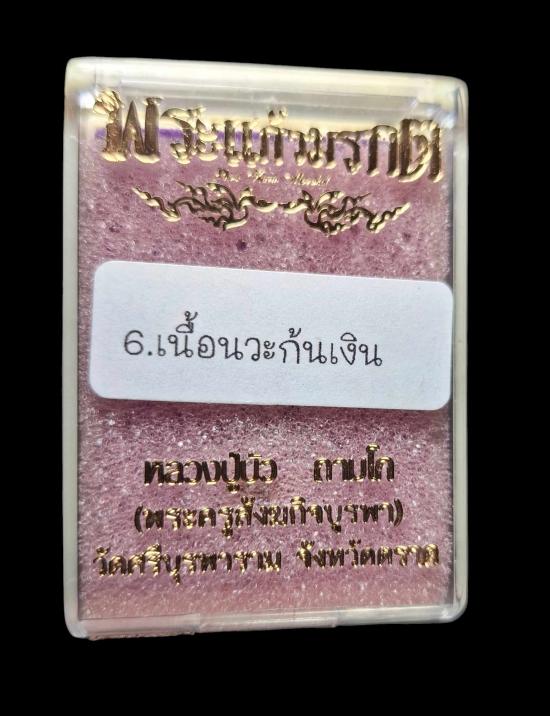 พระแก้วมรกต
Phra Kaew Morakot
6.เนื้อนวะก้นเงิน
หลวงปู่บัว ถามโก
(พระครูสังฆกิจบูรพา)
วัดศรีบุรพาราม จังหวัดตราด